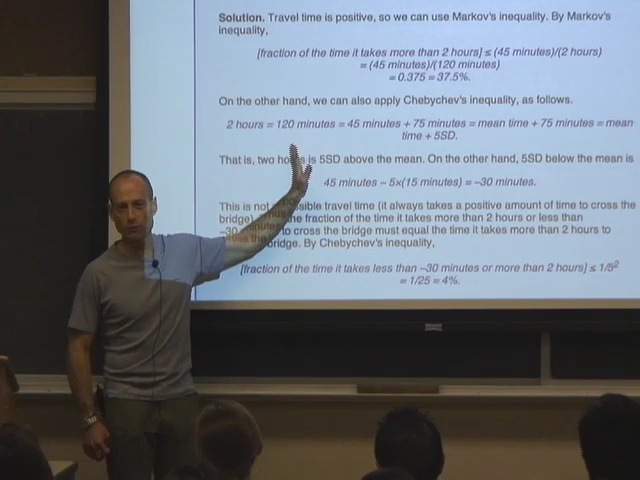 Solution. Travel time is positive, so we can use Markov's inequality. By Markov's
inequality,
[fraction of the time it takes more than 2 hours] ≤ (45 minutes)/(2 hours)
= (45 minutes)/(120 minutes)
= 0.375 = 37.5%.
On the other hand, we can also apply Chebychev's inequality, as follows.
2 hours = 120 minutes = 45 minutes + 75 minutes = mean time + 75 minutes = mean
time + 5SD.
That is, two hours is 5SD above the mean. On the other hand, 5SD below the mean is
45 minutes − 5×(15 minutes) = −30 minutes.
This is not possible travel time (it always takes a positive amount of time to cross the
bridge). the fraction of the time it takes more than 2 hours or less than
−30 minutes to cross the bridge must equal the time it takes more than 2 hours to
bridge. By Chebychev's inequality,
[fraction of the time it takes less than −30 minutes or more than 2 hours] ≤ 1/5²
= 1/25 = 4%.